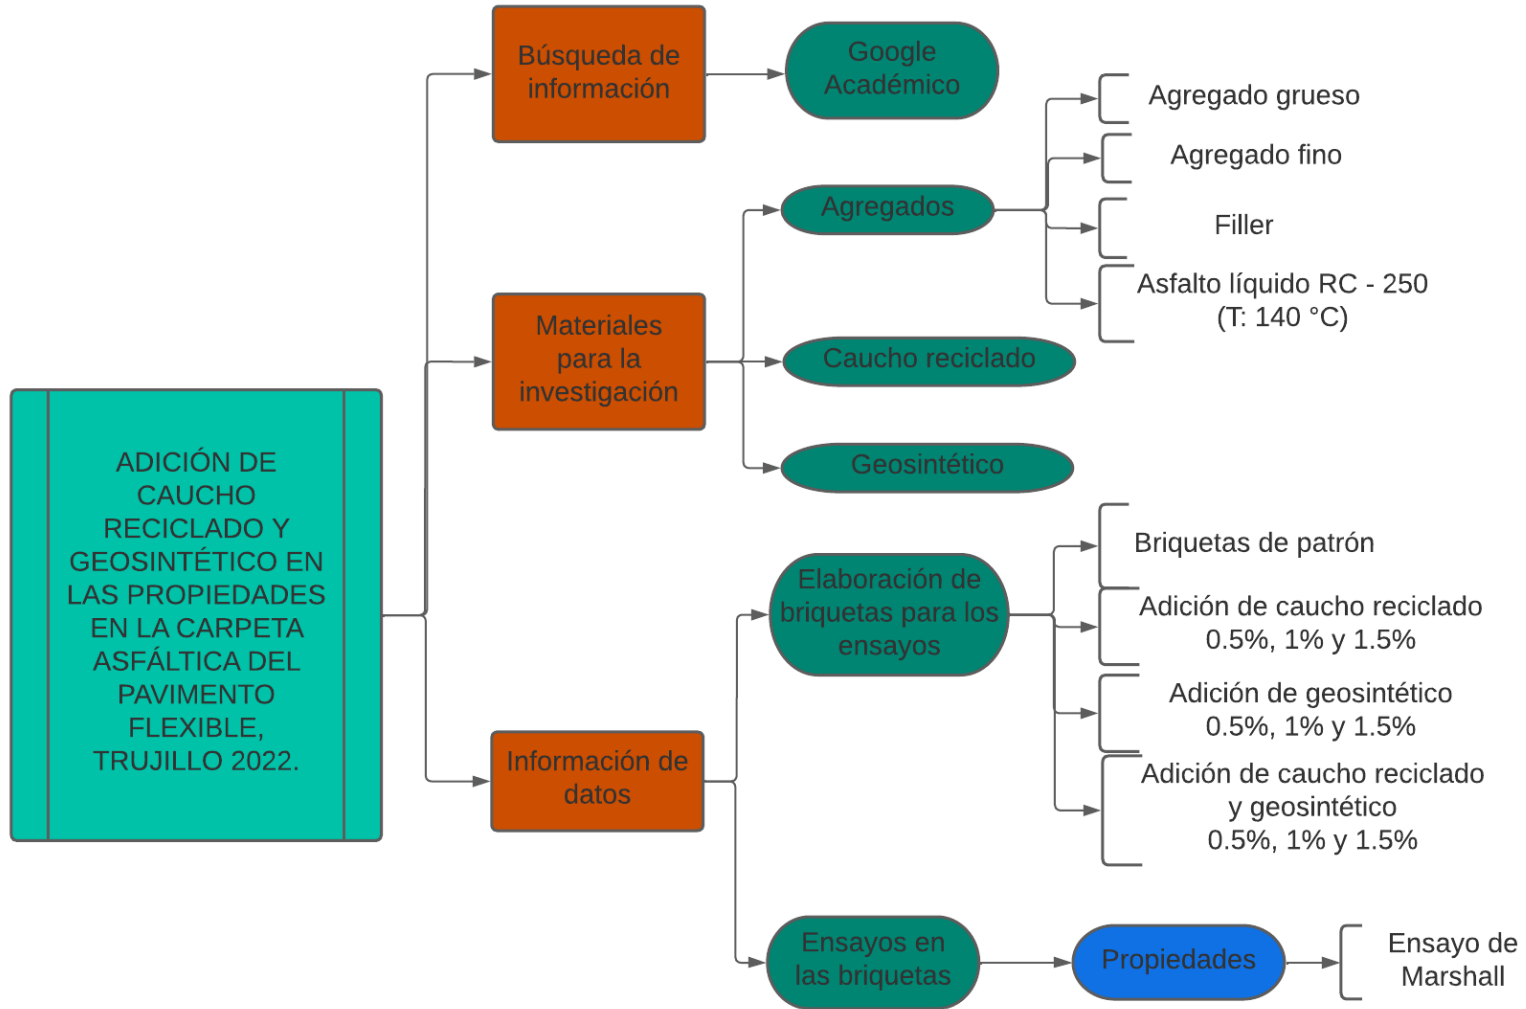 ADICIÓN DE
CAUCHO
RECICLADO Y
GEOSINTÉTICO EN
LAS PROPIEDADES
EN LA CARPETA
ASFÁLTICA DEL
PAVIMENTO
FLEXIBLE,
TRUJILLO 2022.
Búsqueda de
información
Google
Académico
Materiales
para la
investigación
Agregados
Agregado grueso
Agregado fino
Filler
Asfalto líquido RC - 250
(T: 140 °C)
Caucho reciclado
Geosintético
Información de
datos
Elaboración de
briquetas para los
ensayos
Briquetas de patrón
Adición de caucho reciclado
0.5%, 1% y 1.5%
Adición de geosintético
0.5%, 1% y 1.5%
Adición de caucho reciclado
y geosintético
0.5%, 1% y 1.5%
Ensayos en
las briquetas
Propiedades
Ensayo de
Marshall